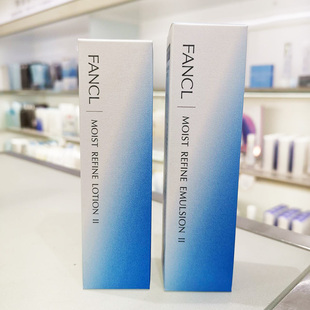 FANCL | MOIST REFINE LOTION II
FANCL | MOIST REFINE EMULSION II